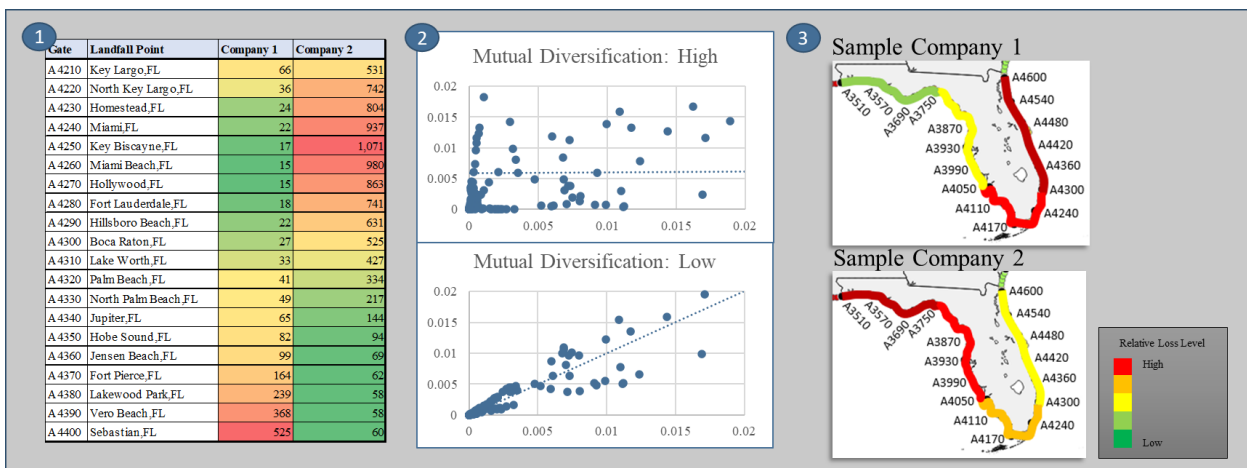 1
Gate Landfall Point Company 1 Company 2
A 4210 Key Largo,FL 66 531
A 4220 North Key Largo,FL 36 742
A 4230 Homestead,FL 24 804
A 4240 Miami,FL 22 937
A 4250 Key Biscayne,FL 17 1,071
A 4260 Miami Beach,FL 15 980
A 4270 Hollywood,FL 15 863
A 4280 Fort Lauderdale,FL 18 741
A 4290 Hillsboro Beach,FL 22 631
A 4300 Boca Raton,FL 27 525
A 4310 Lake Worth,FL 33 427
A 4320 Palm Beach,FL 41 334
A 4330 North Palm Beach,FL 49 217
A 4340 Jupiter,FL 65 144
A 4350 Hobe Sound,FL 82 94
A 4360 Jensen Beach,FL 99 69
A 4370 Fort Pierce,FL 164 62
A 4380 Lakewood Park,FL 239 58
A 4390 Vero Beach,FL 368 58
A 4400 Sebastian,FL 525 60
2
Mutual Diversification: High
0.02
0.015
0.01
0.005
0
0 0.005 0.01 0.015 0.02
Mutual Diversification: Low
0.02
0.015
0.01
0.005
0
0 0.005 0.01 0.015 0.02
3
Sample Company 1
A3510
A3570
A3690
A3750
A3870
A3930
A3990
A4050
A4110
A4170
A4600
A4540
A4480
A4420
A4360
A4300
A4240
Sample Company 2
A3510
A3570
A3690
A3750
A3870
A3930
A3990
A4050
A4110
A4170
A4600
A4540
A4480
A4420
A4360
A4300
A4240
Relative Loss Level
High
Low